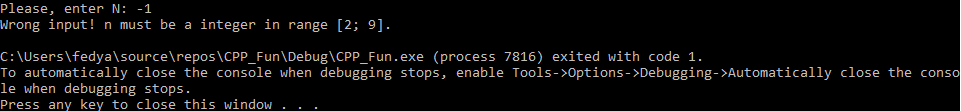 Please, enter N: -1
Wrong input! n must be a integer in range [2; 9].
C:\Users\fedya\source\repos\CPP_Fun\Debug\CPP_Fun.exe (process 7816) exited with code 1.
To automatically close the console when debugging stops, enable Tools->Options->Debugging->Automatically close the conso
le when debugging stops.
Press any key to close this window . . .